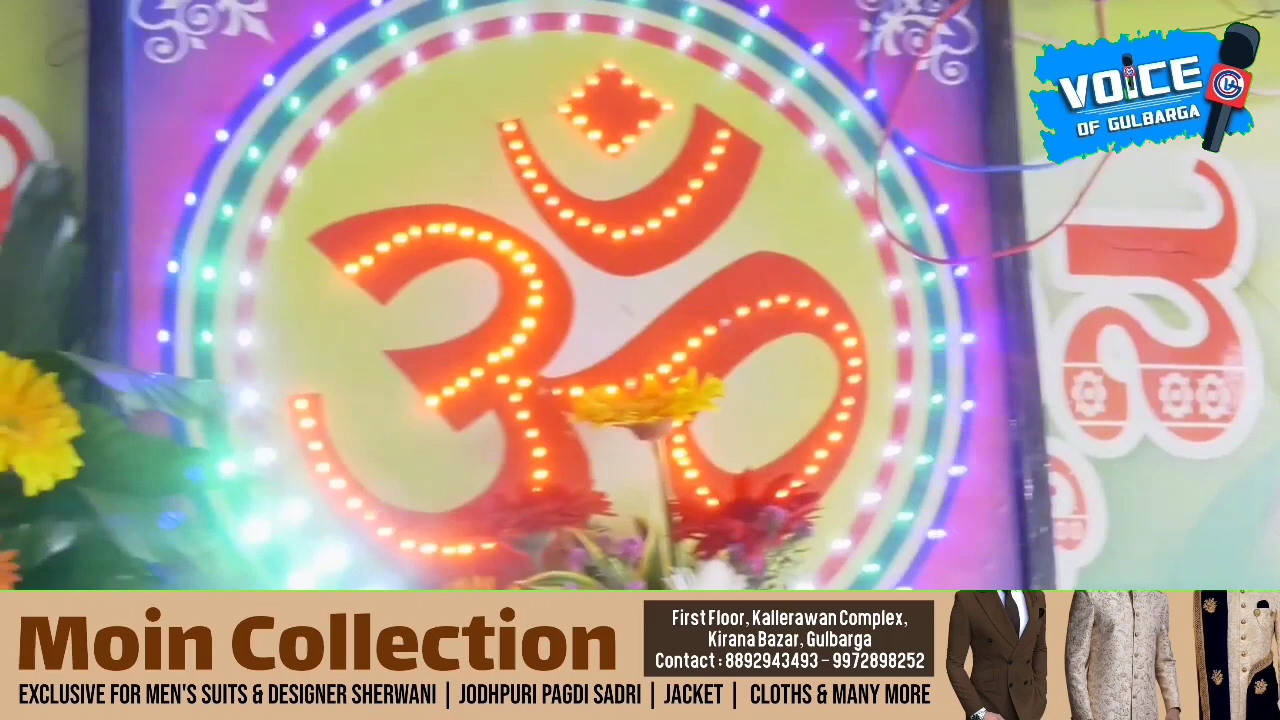 ॐ
VOICE
OF GULBARGA
Moin Collection
First Floor, Kallerawan Complex,
Kirana Bazar, Gulbarga
Contact : 8892943493 - 9972898252
EXCLUSIVE FOR MEN'S SUITS & DESIGNER SHERWANI | JODHPURI PAGDI SADRI | JACKET | CLOTHS & MANY MORE